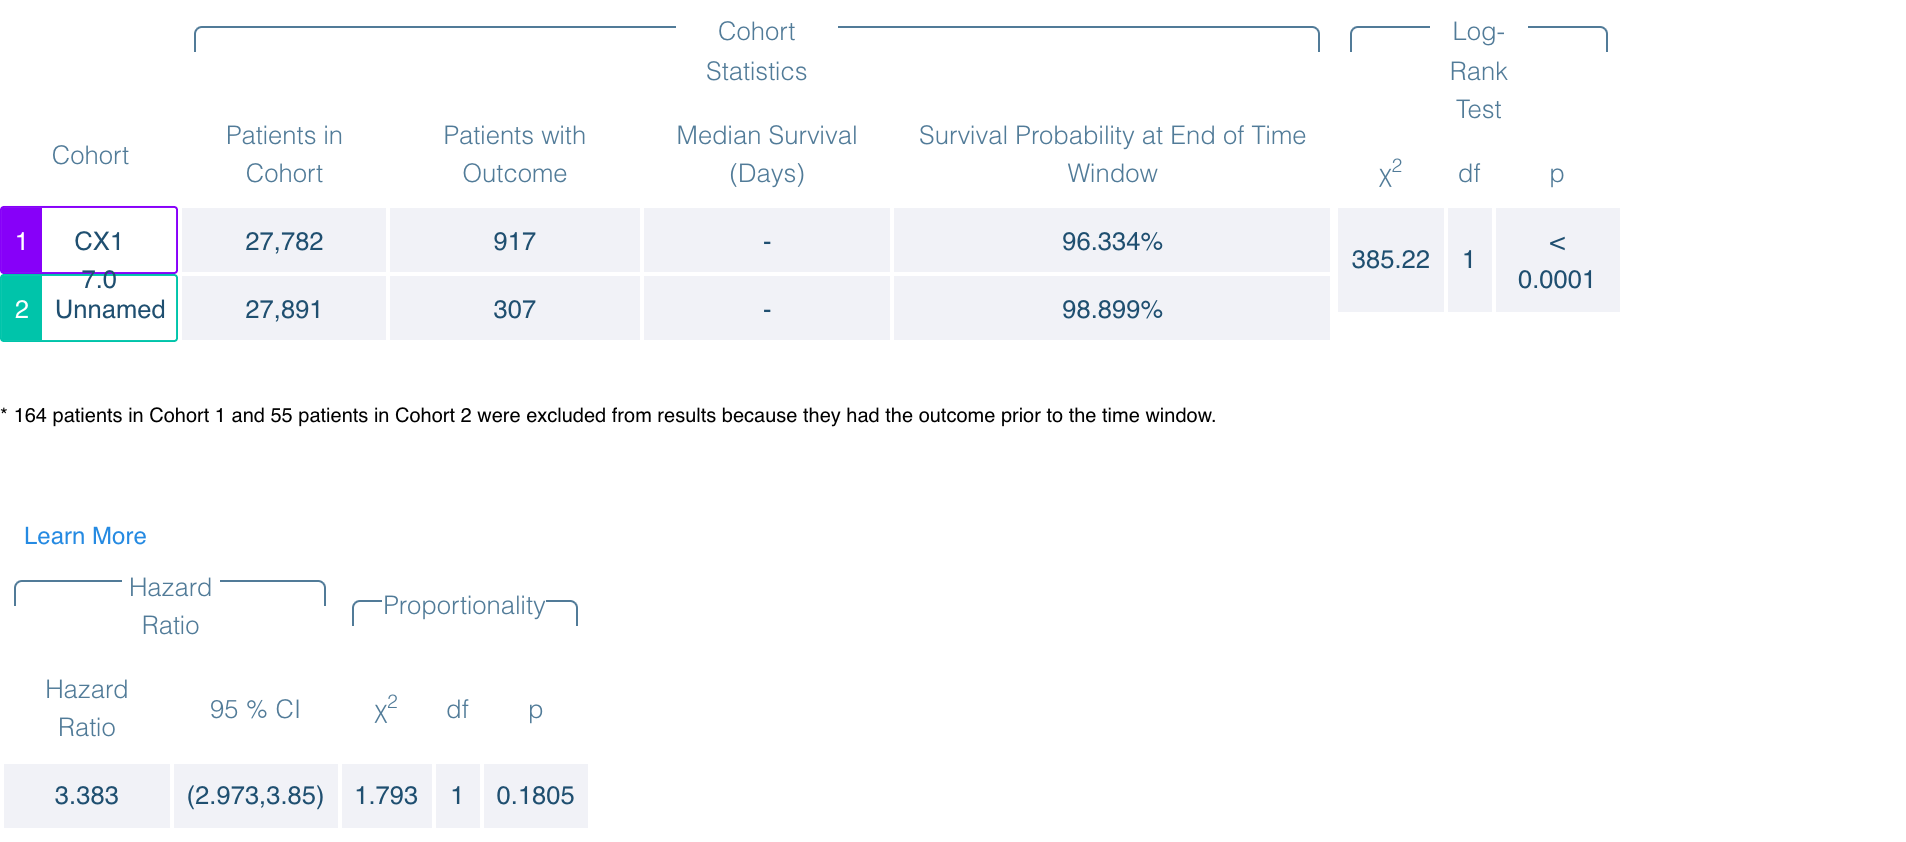 Cohort
Statistics
Log-
Rank
Test
Cohort
Patients in
Cohort
Patients with
Outcome
Median Survival
(Days)
Survival Probability at End of Time
Window
χ2
df
p
1 CX1
7.0
27,782 917 - 96.334%
385.22 1 <
0.0001
2 Unnamed 27,891 307 - 98.899%
* 164 patients in Cohort 1 and 55 patients in Cohort 2 were excluded from results because they had the outcome prior to the time window.
Learn More
Hazard
Ratio
Proportionality
Hazard
Ratio
95 % CI
χ2
df
p
3.383 (2.973,3.85) 1.793 1 0.1805